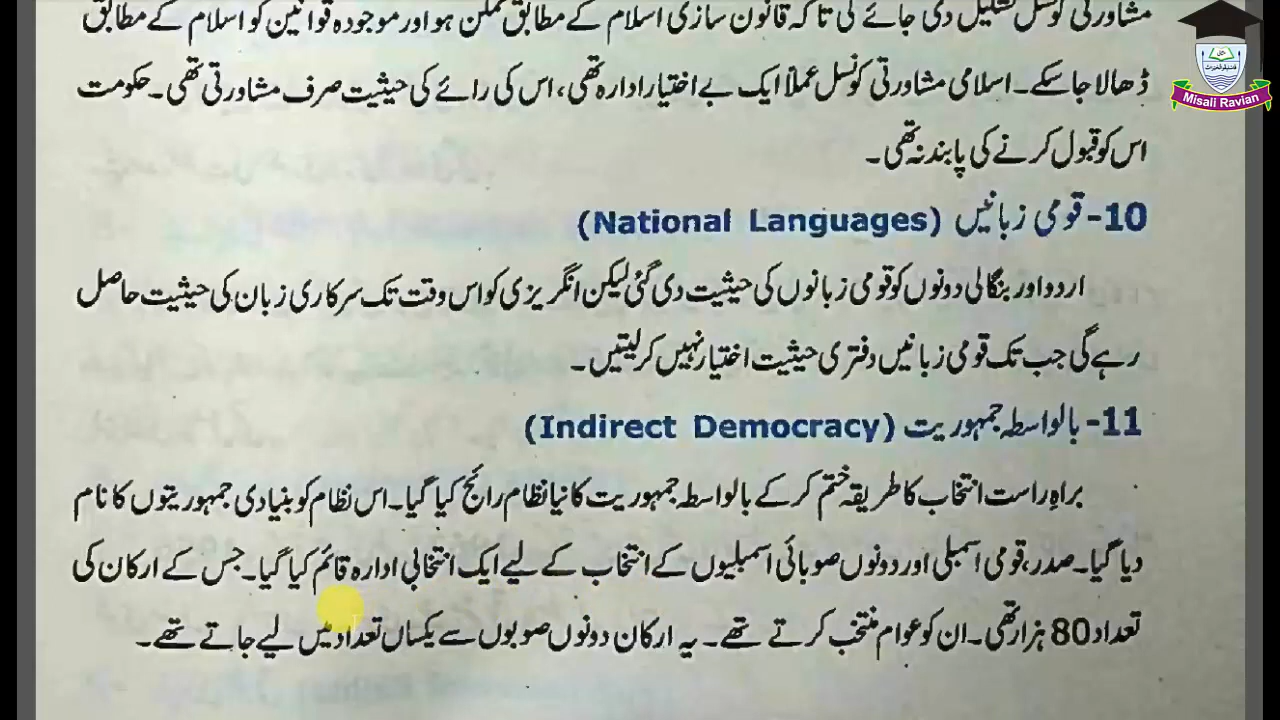 مشاورتی کونسل تشکیل دی جائے گی تا کہ قانون سازی اسلام کے مطابق ممکن ہو اور موجودہ قوانین کو اسلام کے مطابق
ڈھالا جا سکے۔ اسلامی مشاورتی کونسل عملاً ایک بے اختیار ادارہ تھی، اس کی رائے کی حیثیت صرف مشاورتی تھی۔ حکومت
اس کو قبول کرنے کی پابند نہ تھی۔
10- قومی زبانیں (National Languages)
اردو اور بنگالی دونوں کو قومی زبانوں کی حیثیت دی گئی لیکن انگریزی کو اس وقت تک سرکاری زبان کی حیثیت حاصل
رہے گی جب تک قومی زبانیں دفتری حیثیت اختیار نہیں کر لیتیں۔
11- بالواسطہ جمہوریت (Indirect Democracy)
براہِ راست انتخاب کا طریقہ ختم کر کے بالواسطہ جمہوریت کا نیا نظام رائج کیا گیا۔ اس نظام کو بنیادی جمہوریتوں کا نام
دیا گیا۔ صدر، قومی اسمبلی اور دونوں صوبائی اسمبلیوں کے انتخاب کے لیے ایک انتخابی ادارہ قائم کیا گیا۔ جس کے ارکان کی
تعداد 80 ہزار تھی۔ ان کو عوام منتخب کرتے تھے۔ یہ ارکان دونوں صوبوں سے یکساں تعداد میں لیے جاتے تھے۔
Misali Ravian